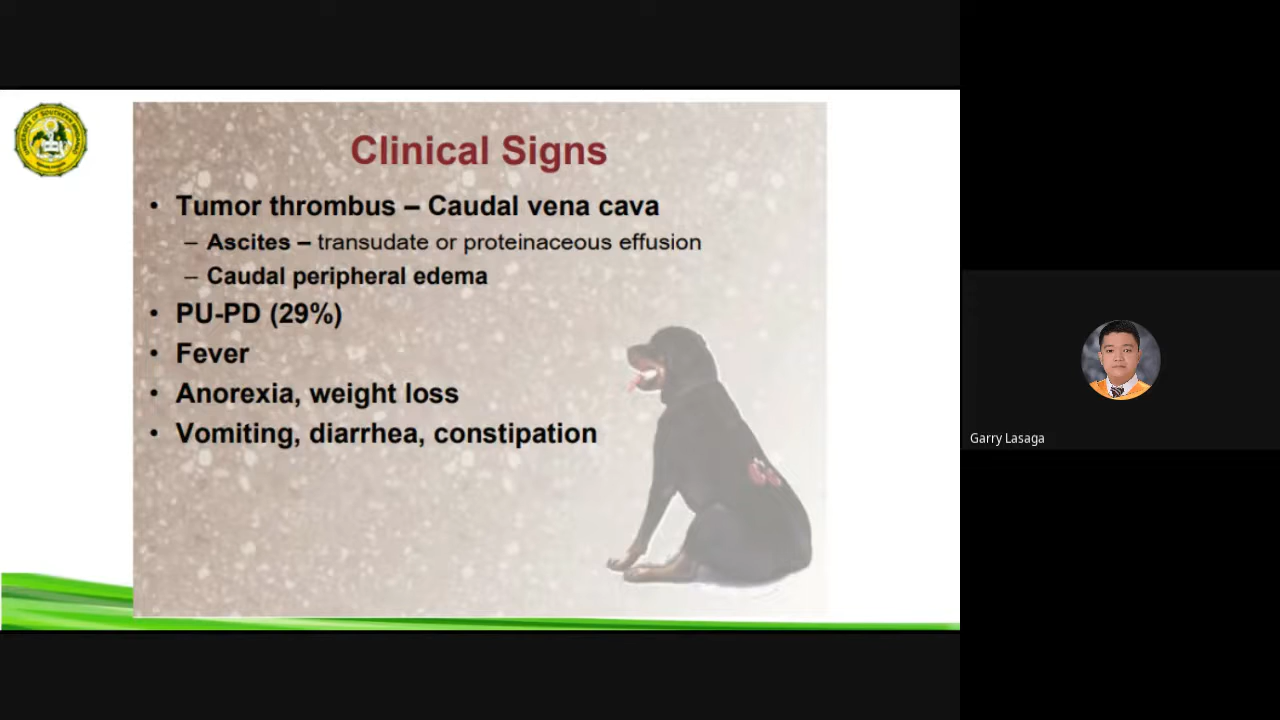 Clinical Signs
• Tumor thrombus – Caudal vena cava
– Ascites – transudate or proteinaceous effusion
– Caudal peripheral edema
• PU-PD (29%)
• Fever
• Anorexia, weight loss
• Vomiting, diarrhea, constipation
Garry Lasaga